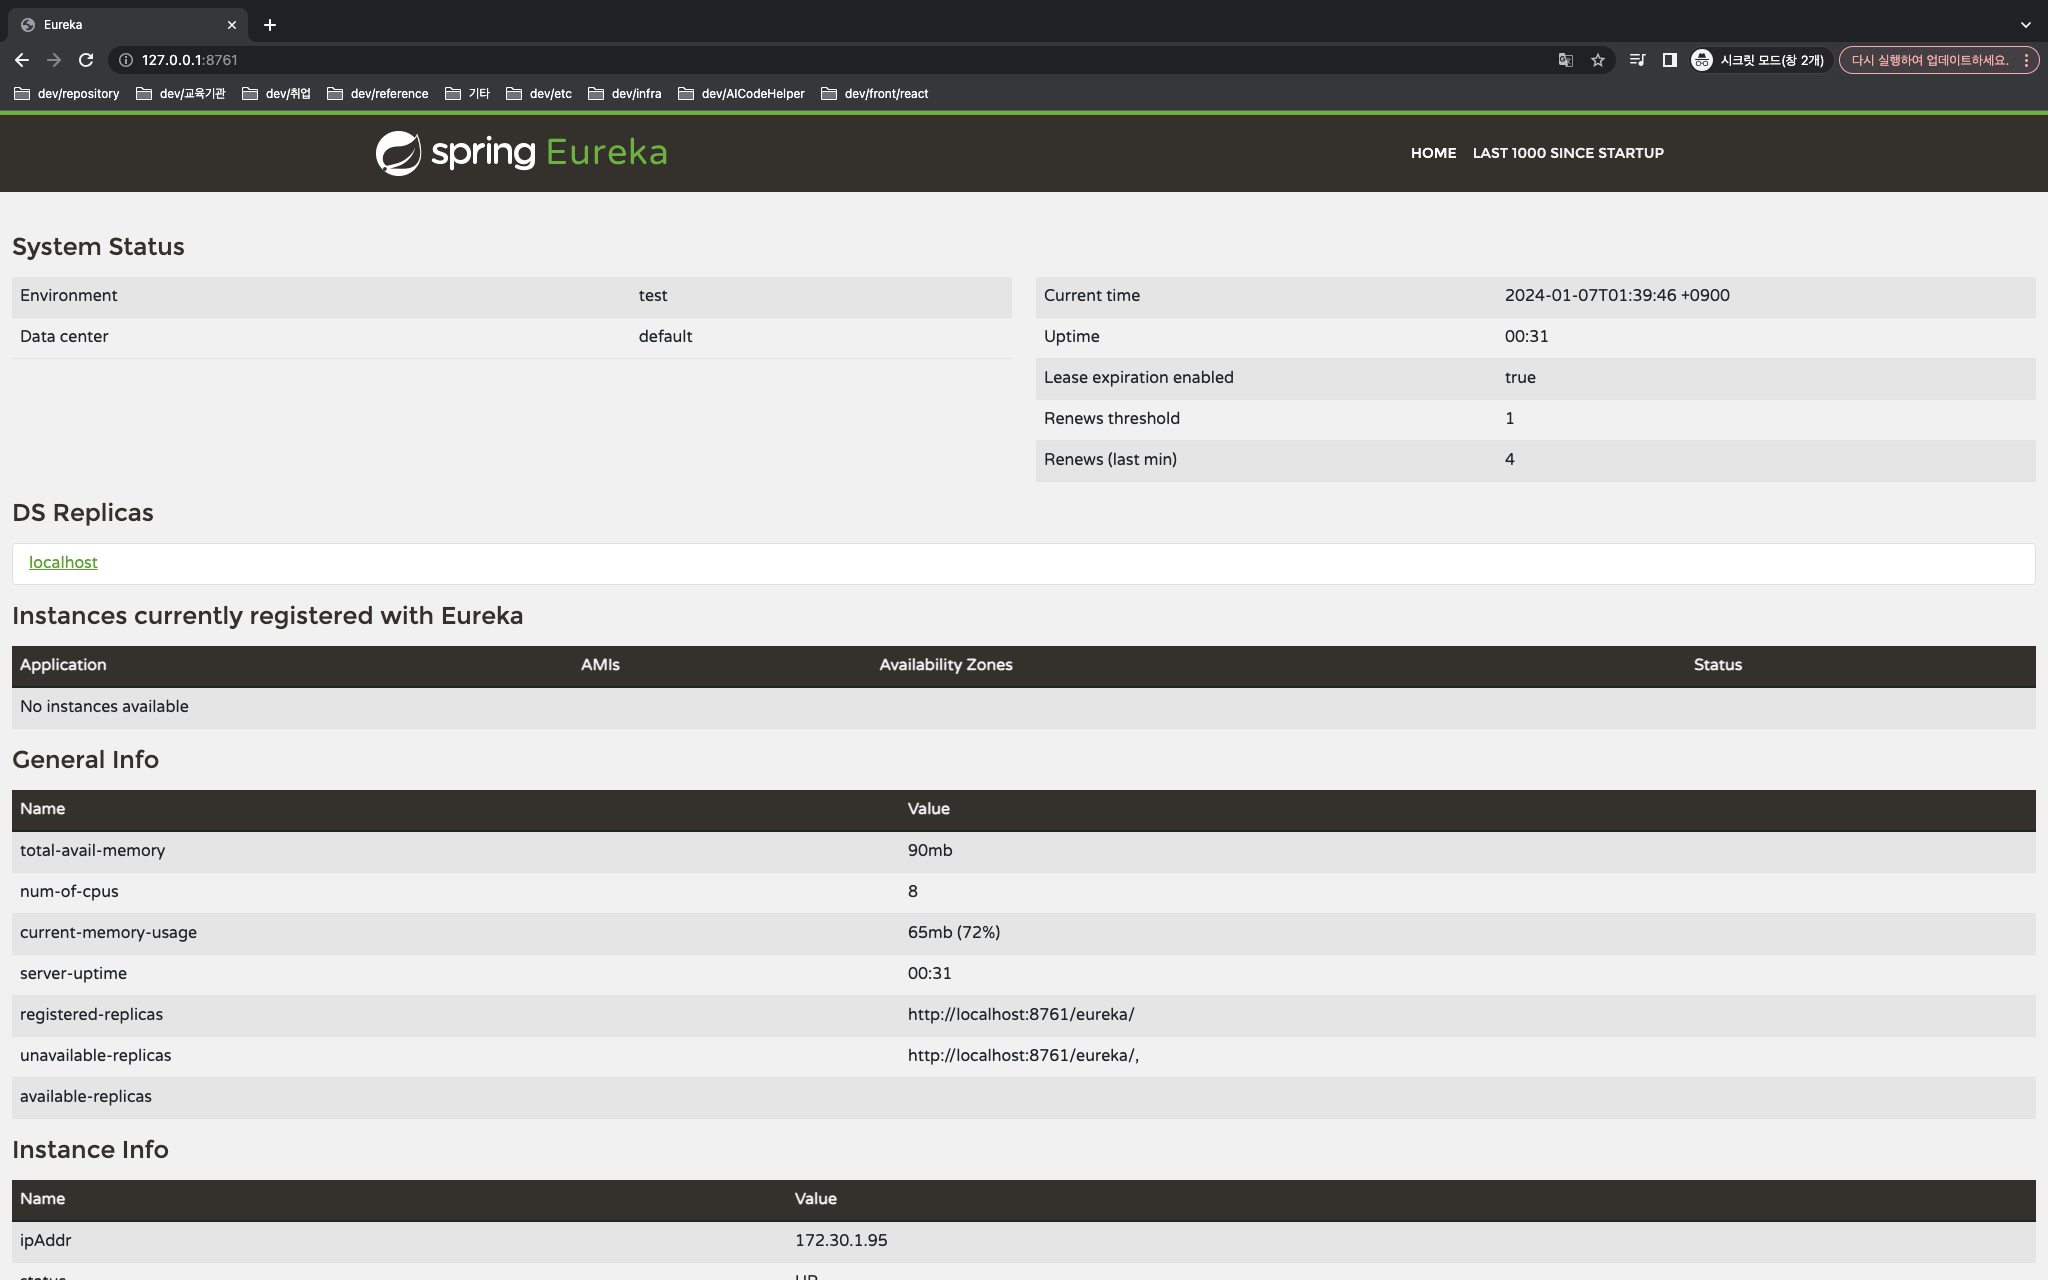 Eureka
127.0.0.1:8761
시크릿 모드(창 2개)
다시 실행하여 업데이트하세요.
dev/repository dev/교육기관 dev/취업 dev/reference 기타 dev/etc dev/infra dev/AICodeHelper dev/front/react
spring Eureka
HOME LAST 1000 SINCE STARTUP
System Status
Environment test
Data center default
Current time 2024-01-07T01:39:46 +0900
Uptime 00:31
Lease expiration enabled true
Renews threshold 1
Renews (last min) 4
DS Replicas
localhost
Instances currently registered with Eureka
Application AMIs Availability Zones Status
No instances available
General Info
Name Value
total-avail-memory 90mb
num-of-cpus 8
current-memory-usage 65mb (72%)
server-uptime 00:31
registered-replicas http://localhost:8761/eureka/
unavailable-replicas http://localhost:8761/eureka/,
available-replicas
Instance Info
Name Value
ipAddr 172.30.1.95
status UP